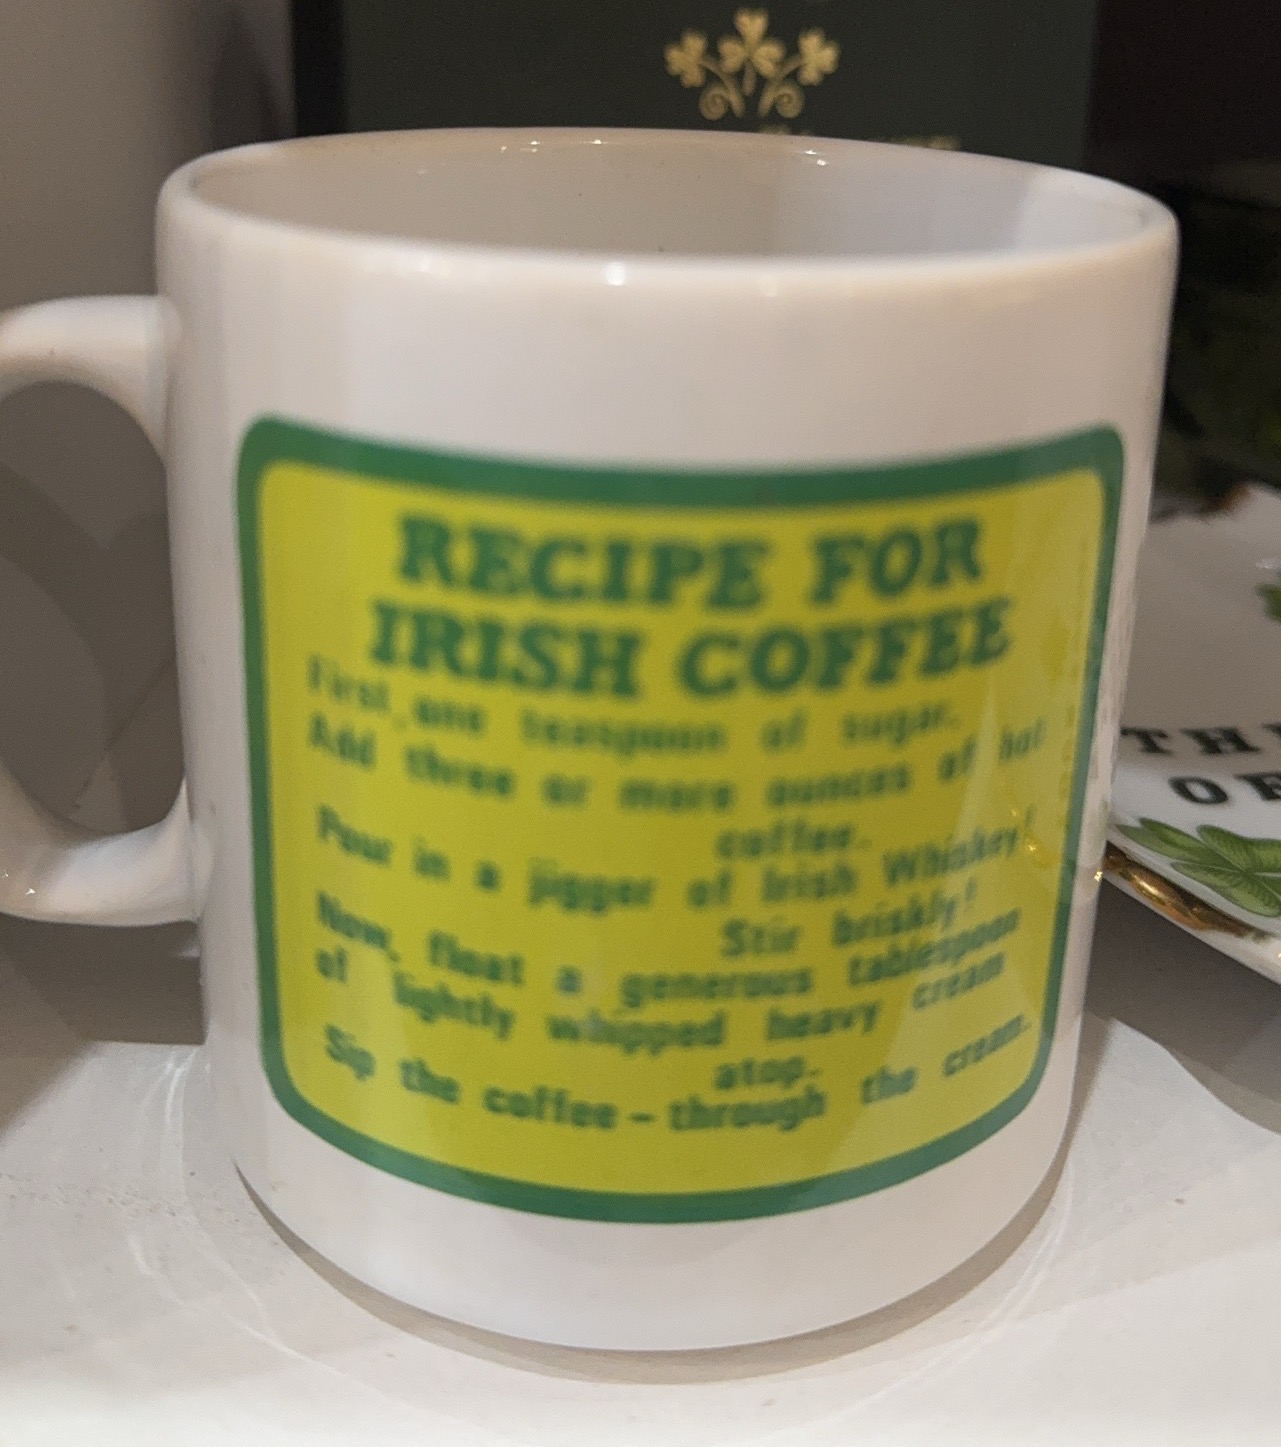 RECIPE FOR
IRISH COFFEE
First, one teaspoon of sugar.
Add three or more ounces of hot
coffee.
Pour in a jigger of Irish Whiskey!
Stir briskly!
Now, float a generous tablespoon
of lightly whipped heavy cream
atop.
Sip the coffee – through the cream.